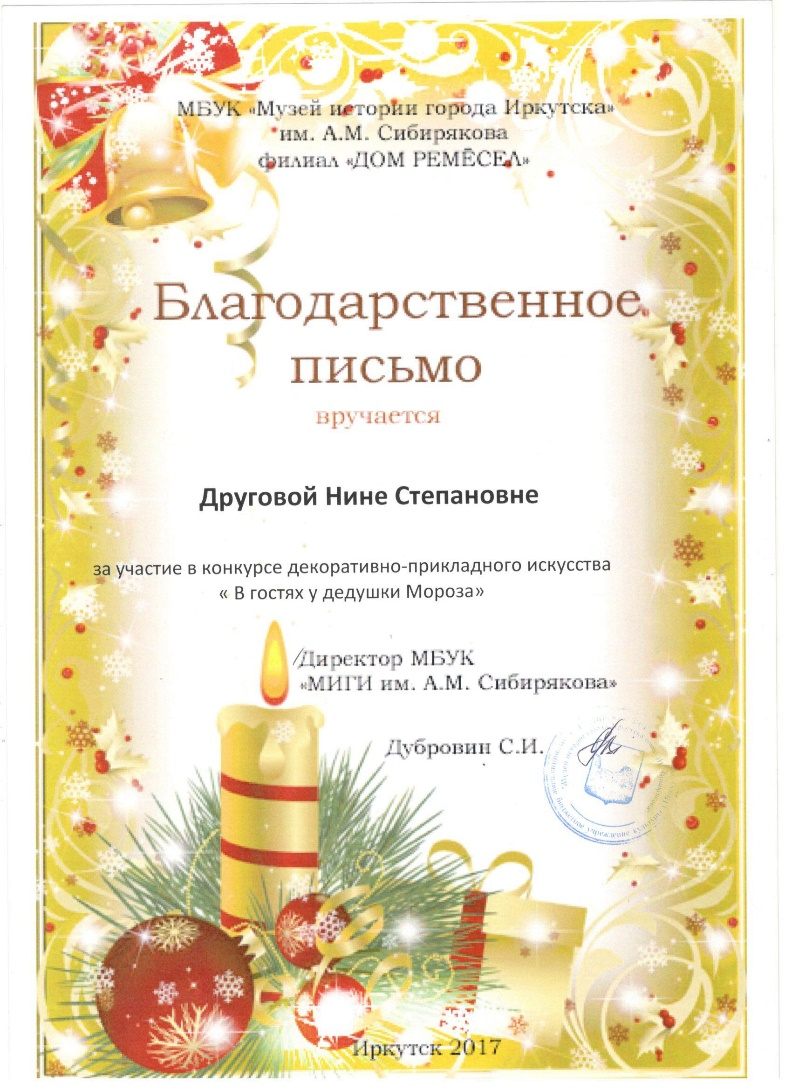 МБУК «Музей истории города Иркутска»
им. А.М. Сибирякова
филиал «ДОМ РЕМЁСЕЛ»
Благодарственное
письмо
вручается
Друговой Нине Степановне
за участие в конкурсе декоративно-прикладного искусства
« В гостях у дедушки Мороза»
Директор МБУК
«МИГИ им. А.М. Сибирякова»
Дубровин С.И.
Иркутск 2017